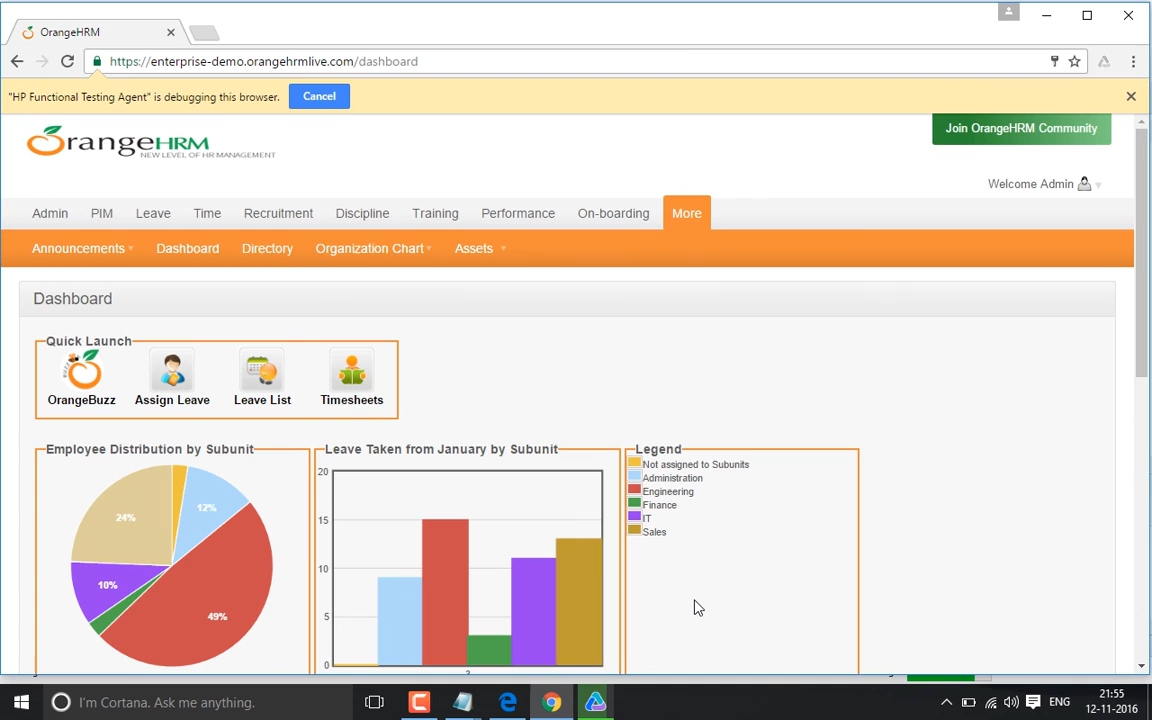 OrangeHRM
https://enterprise-demo.orangehrmlive.com/dashboard
"HP Functional Testing Agent" is debugging this browser. Cancel
OrangeHRM
NEW LEVEL OF HR MANAGEMENT
Join OrangeHRM Community
Welcome Admin
Admin PIM Leave Time Recruitment Discipline Training Performance On-boarding More
Announcements Dashboard Directory Organization Chart Assets
Dashboard
Quick Launch
BUZZ
OrangeBuzz Assign Leave Leave List Timesheets
Employee Distribution by Subunit Leave Taken from January by Subunit Legend
12%
24%
10%
49%
20
15
10
5
0
Not assigned to Subunits
Administration
Engineering
Finance
IT
Sales
I'm Cortana. Ask me anything.
ENG
21:55
12-11-2016